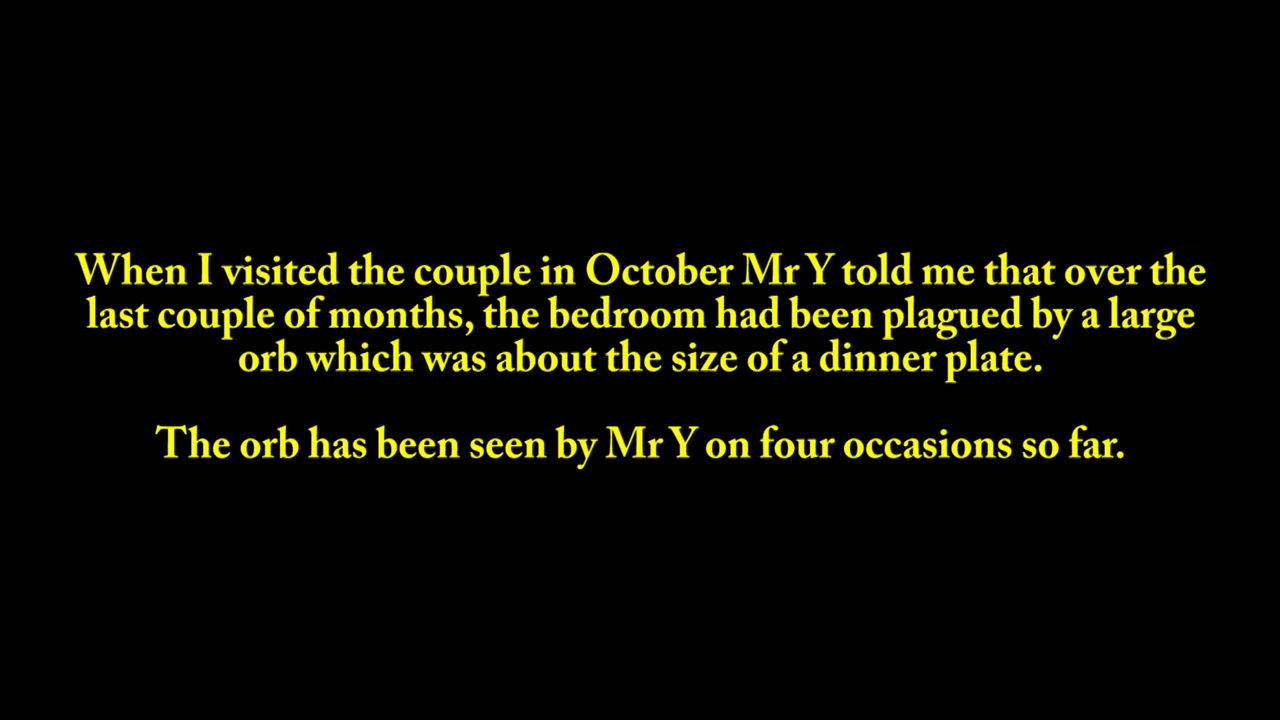 When I visited the couple in October Mr Y told me that over the
last couple of months, the bedroom had been plagued by a large
orb which was about the size of a dinner plate.
The orb has been seen by Mr Y on four occasions so far.